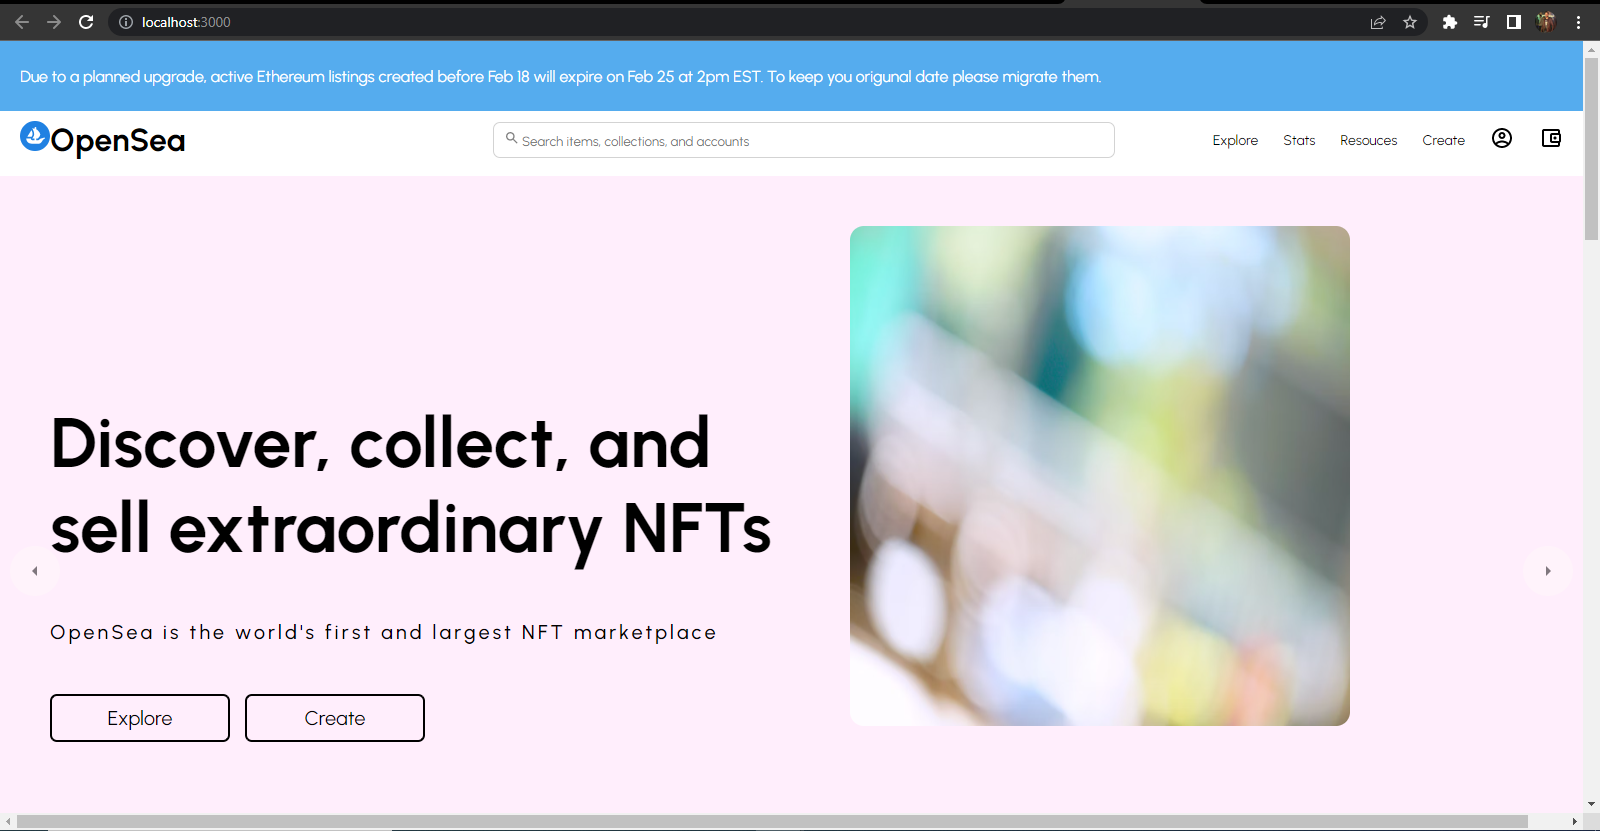 localhost:3000
Due to a planned upgrade, active Ethereum listings created before Feb 18 will expire on Feb 25 at 2pm EST. To keep you origunal date please migrate them.
OpenSea
Search items, collections, and accounts
Explore
Stats
Resouces
Create
Discover, collect, and
sell extraordinary NFTs
OpenSea is the world's first and largest NFT marketplace
Explore
Create